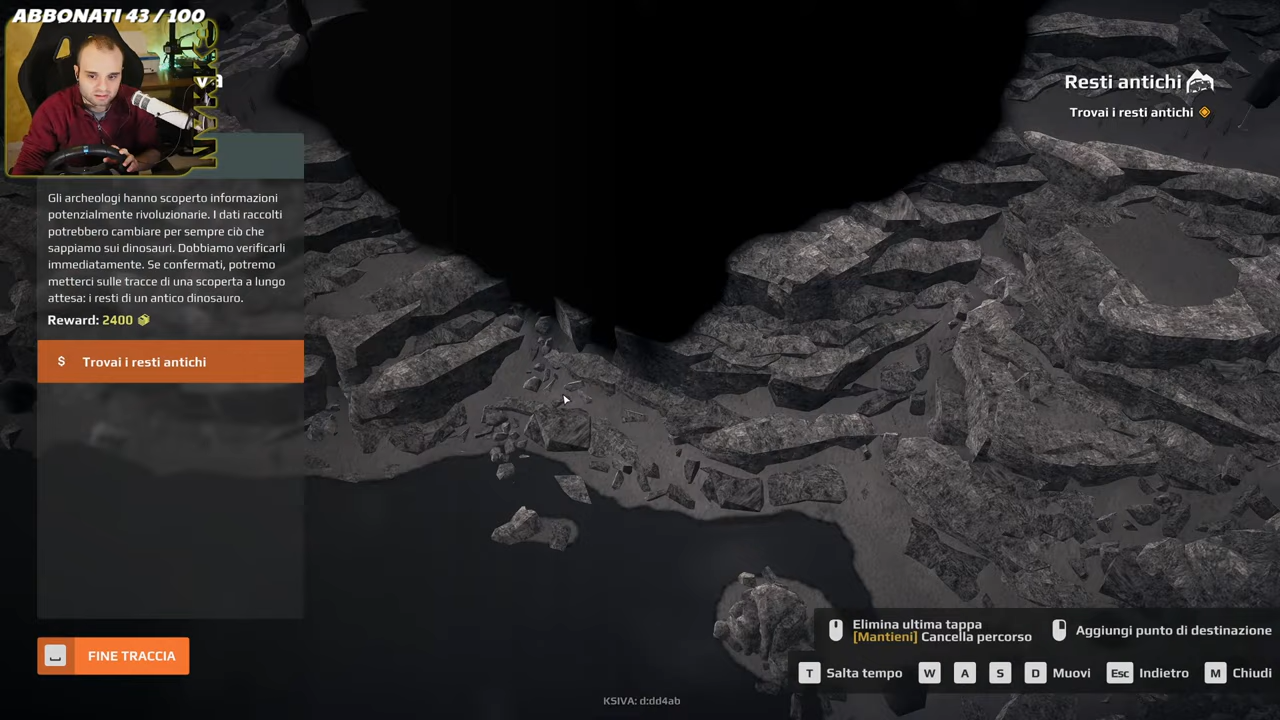 ABBONATI 43 / 100
va
Resti antichi
Trovai i resti antichi
Gli archeologi hanno scoperto informazioni
potenzialmente rivoluzionarie. I dati raccolti
potrebbero cambiare per sempre ciò che
sappiamo sui dinosauri. Dobbiamo verificarli
immediatamente. Se confermati, potremo
metterci sulle tracce di una scoperta a lungo
attesa: i resti di un antico dinosauro.
Reward: 2400
$ Trovai i resti antichi
FINE TRACCIA
Elimina ultima tappa
[Mantieni] Cancella percorso
Aggiungi punto di destinazione
T Salta tempo W A S D Muovi Esc Indietro M Chiudi
KSIVA: d:dd4ab